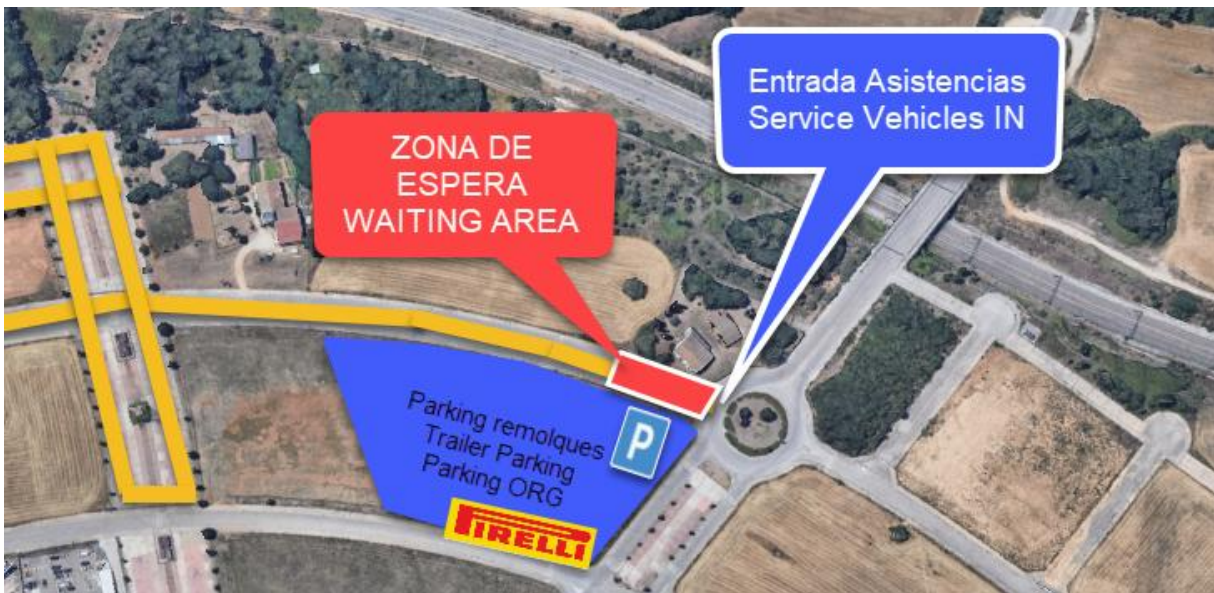 Entrada Asistencias
Service Vehicles IN
ZONA DE
ESPERA
WAITING AREA
Parking remolques
Trailer Parking
Parking ORG
P
PIRELLI